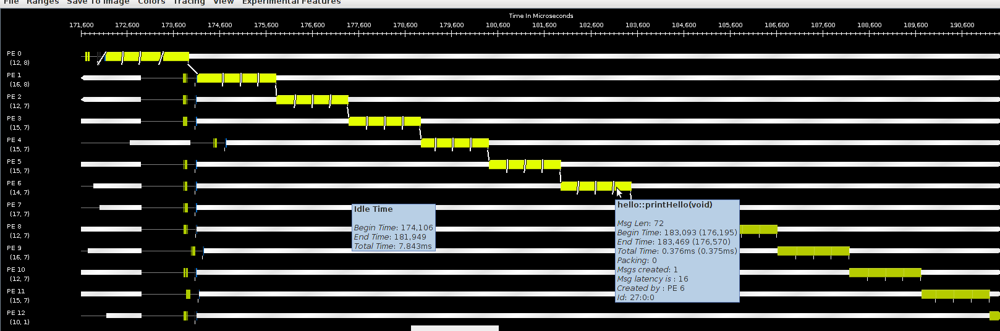 File Ranges Save To Image Colors Tracing View Experimental Features
Time In Microseconds
171,600 172,600 173,600 174,600 175,600 176,600 177,600 178,600 179,600 180,600 181,600 182,600 183,600 184,600 185,600 186,600 187,600 188,600 189,600 190,600
PE 0
(12, 8)
PE 1
(16, 8)
PE 2
(12, 7)
PE 3
(15, 7)
PE 4
(15, 7)
PE 5
(15, 7)
PE 6
(14, 7)
PE 7
(17, 7)
PE 8
(12, 7)
PE 9
(16, 7)
PE 10
(12, 7)
PE 11
(15, 7)
PE 12
(10, 1)
Idle Time
Begin Time: 174,106
End Time: 181,949
Total Time: 7.843ms
hello::printHello(void)
Msg Len: 72
Begin Time: 183,093 (176,195)
End Time: 183,469 (176,570)
Total Time: 0.376ms (0.375ms)
Packing: 0
Msgs created: 1
Msg latency is : 16
Created by : PE 6
Id: 27:0:0